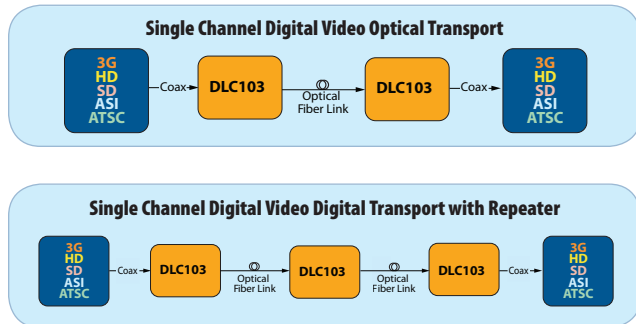 Single Channel Digital Video Optical Transport
3G
HD
SD
ASI
ATSC
Coax
DLC103
Optical
Fiber Link
DLC103
Coax
3G
HD
SD
ASI
ATSC
Single Channel Digital Video Digital Transport with Repeater
3G
HD
SD
ASI
ATSC
Coax
DLC103
Optical
Fiber Link
DLC103
Optical
Fiber Link
DLC103
Coax
3G
HD
SD
ASI
ATSC